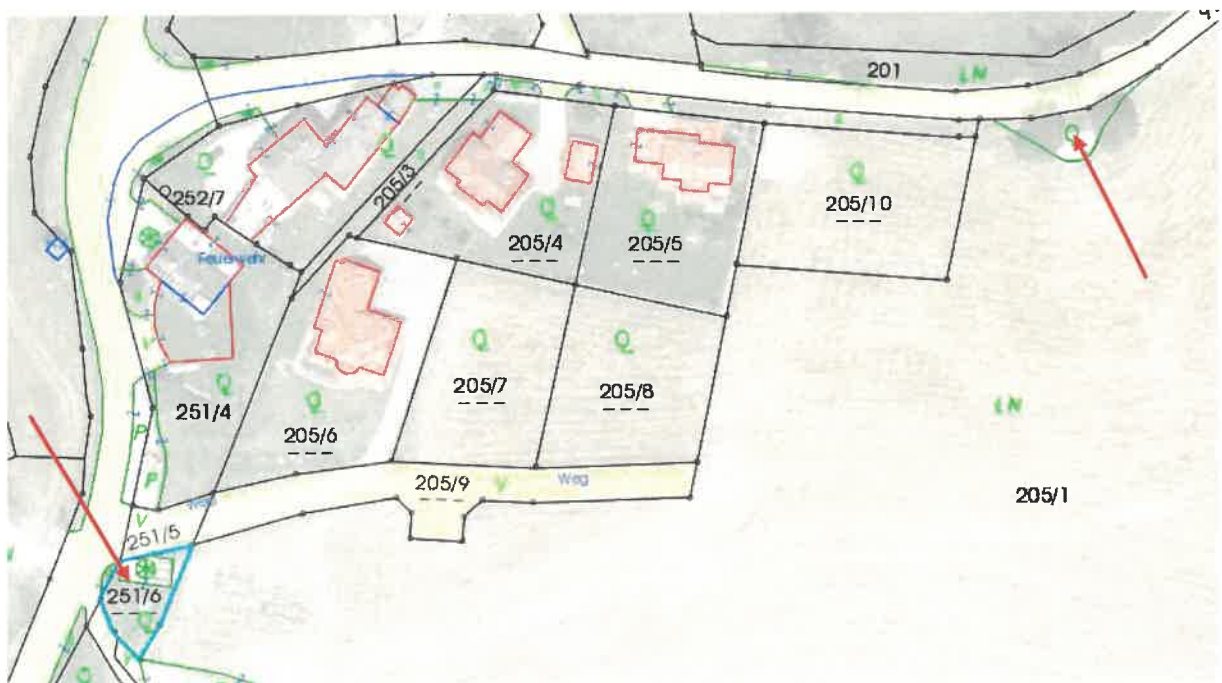 201
LN
Q
Q
Q
252/7
205/3
Q
205/10
Q
205/4
Q
205/5
Feuerwehr
Q
205/7
Q
205/8
Q
251/4
Q
205/6
LN
P
P
205/9
V
Weg
205/1
Weg
V
251/5
251/6
Q